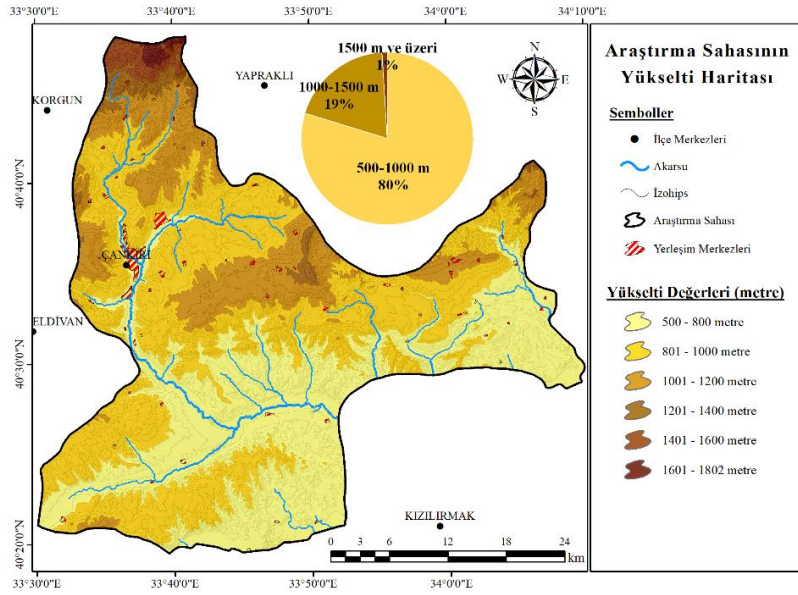 33°30'0"E 33°40'0"E 33°50'0"E 34°0'0"E 34°10'0"E
1500 m ve üzeri
1%
YAPRAKLI
1000-1500 m
19%
KORGUN
500-1000 m
80%
N
W E
S
40°40'0"N
ÇANKIRI
ELDİVAN
40°30'0"N
KIZILIRMAK
40°20'0"N
0 3 6 12 18 24
km
33°30'0"E 33°40'0"E 33°50'0"E 34°0'0"E
Araştırma Sahasının
Yükselti Haritası
Semboller
İlçe Merkezleri
Akarsu
İzohips
Araştırma Sahası
Yerleşim Merkezleri
Yükselti Değerleri (metre)
500 - 800 metre
801 - 1000 metre
1001 - 1200 metre
1201 - 1400 metre
1401 - 1600 metre
1601 - 1802 metre